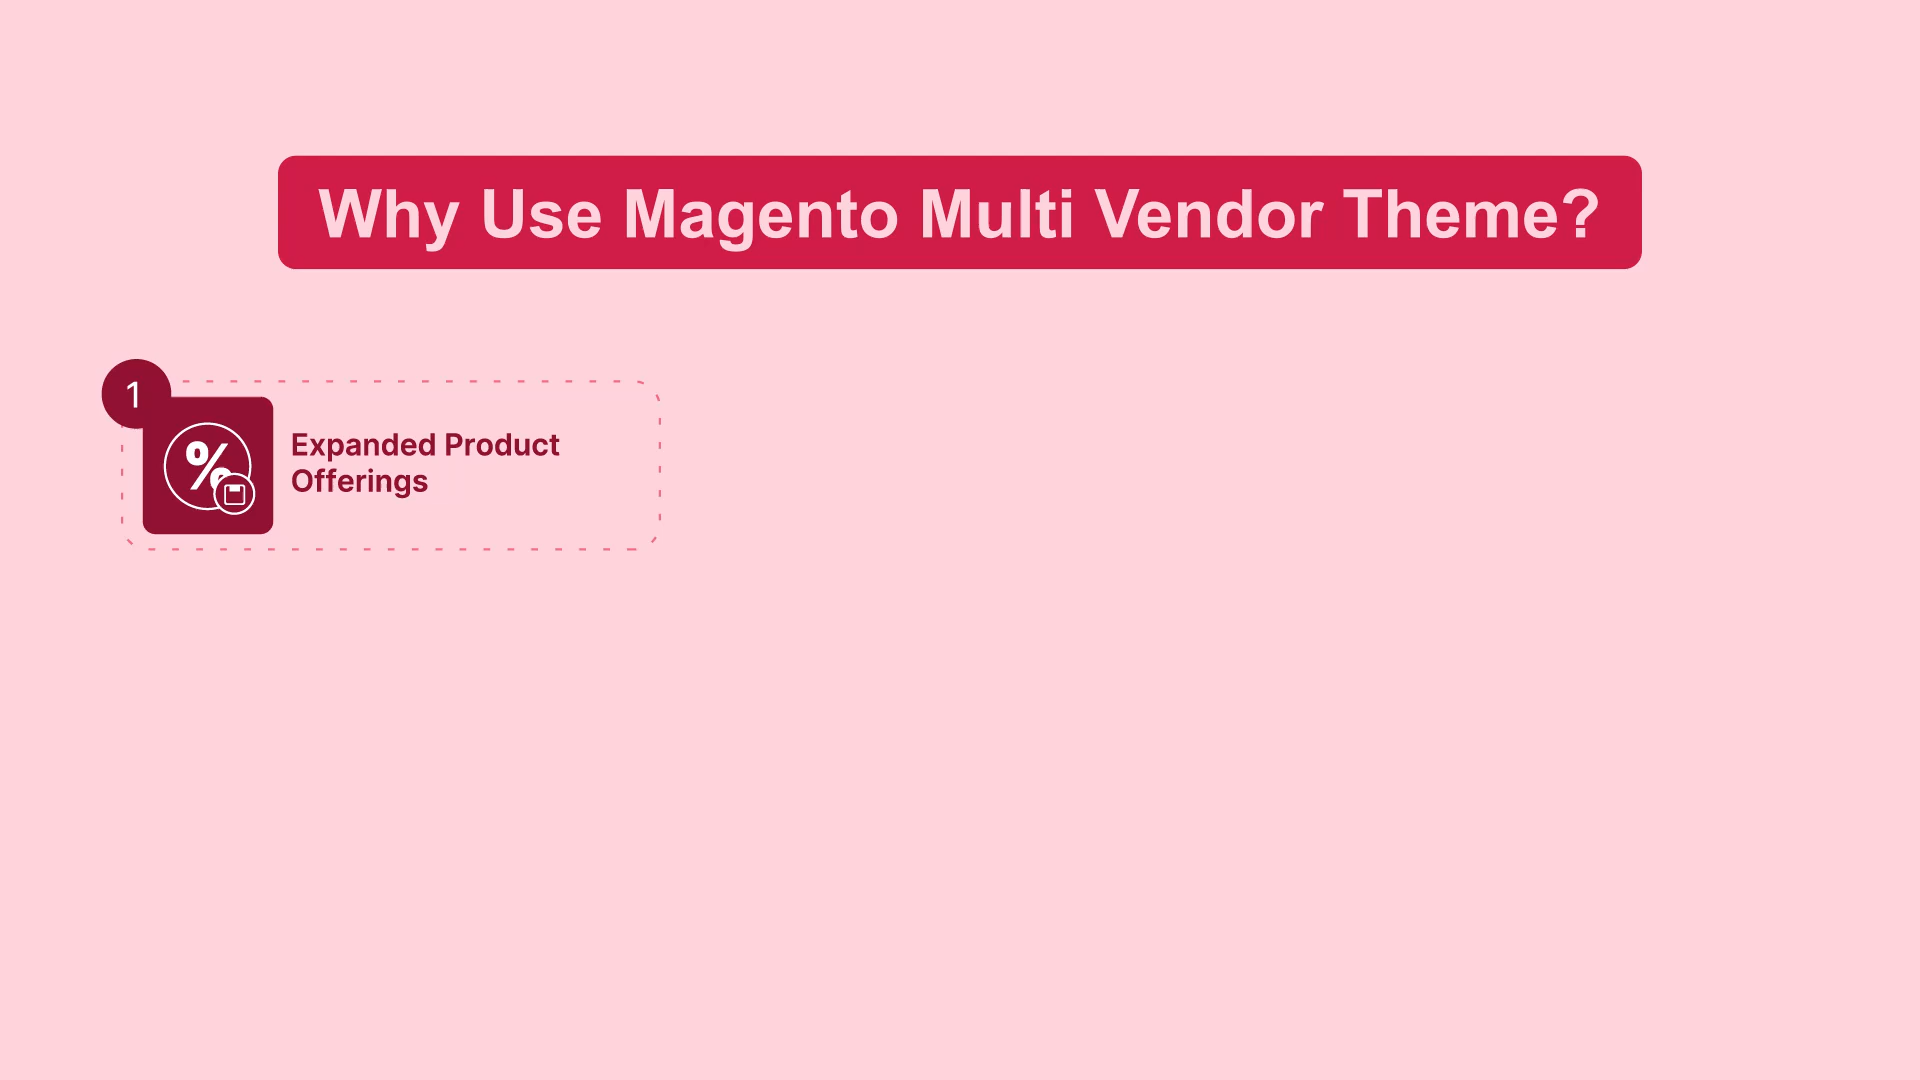 Why Use Magento Multi Vendor Theme?
1
%
Expanded Product
Offerings